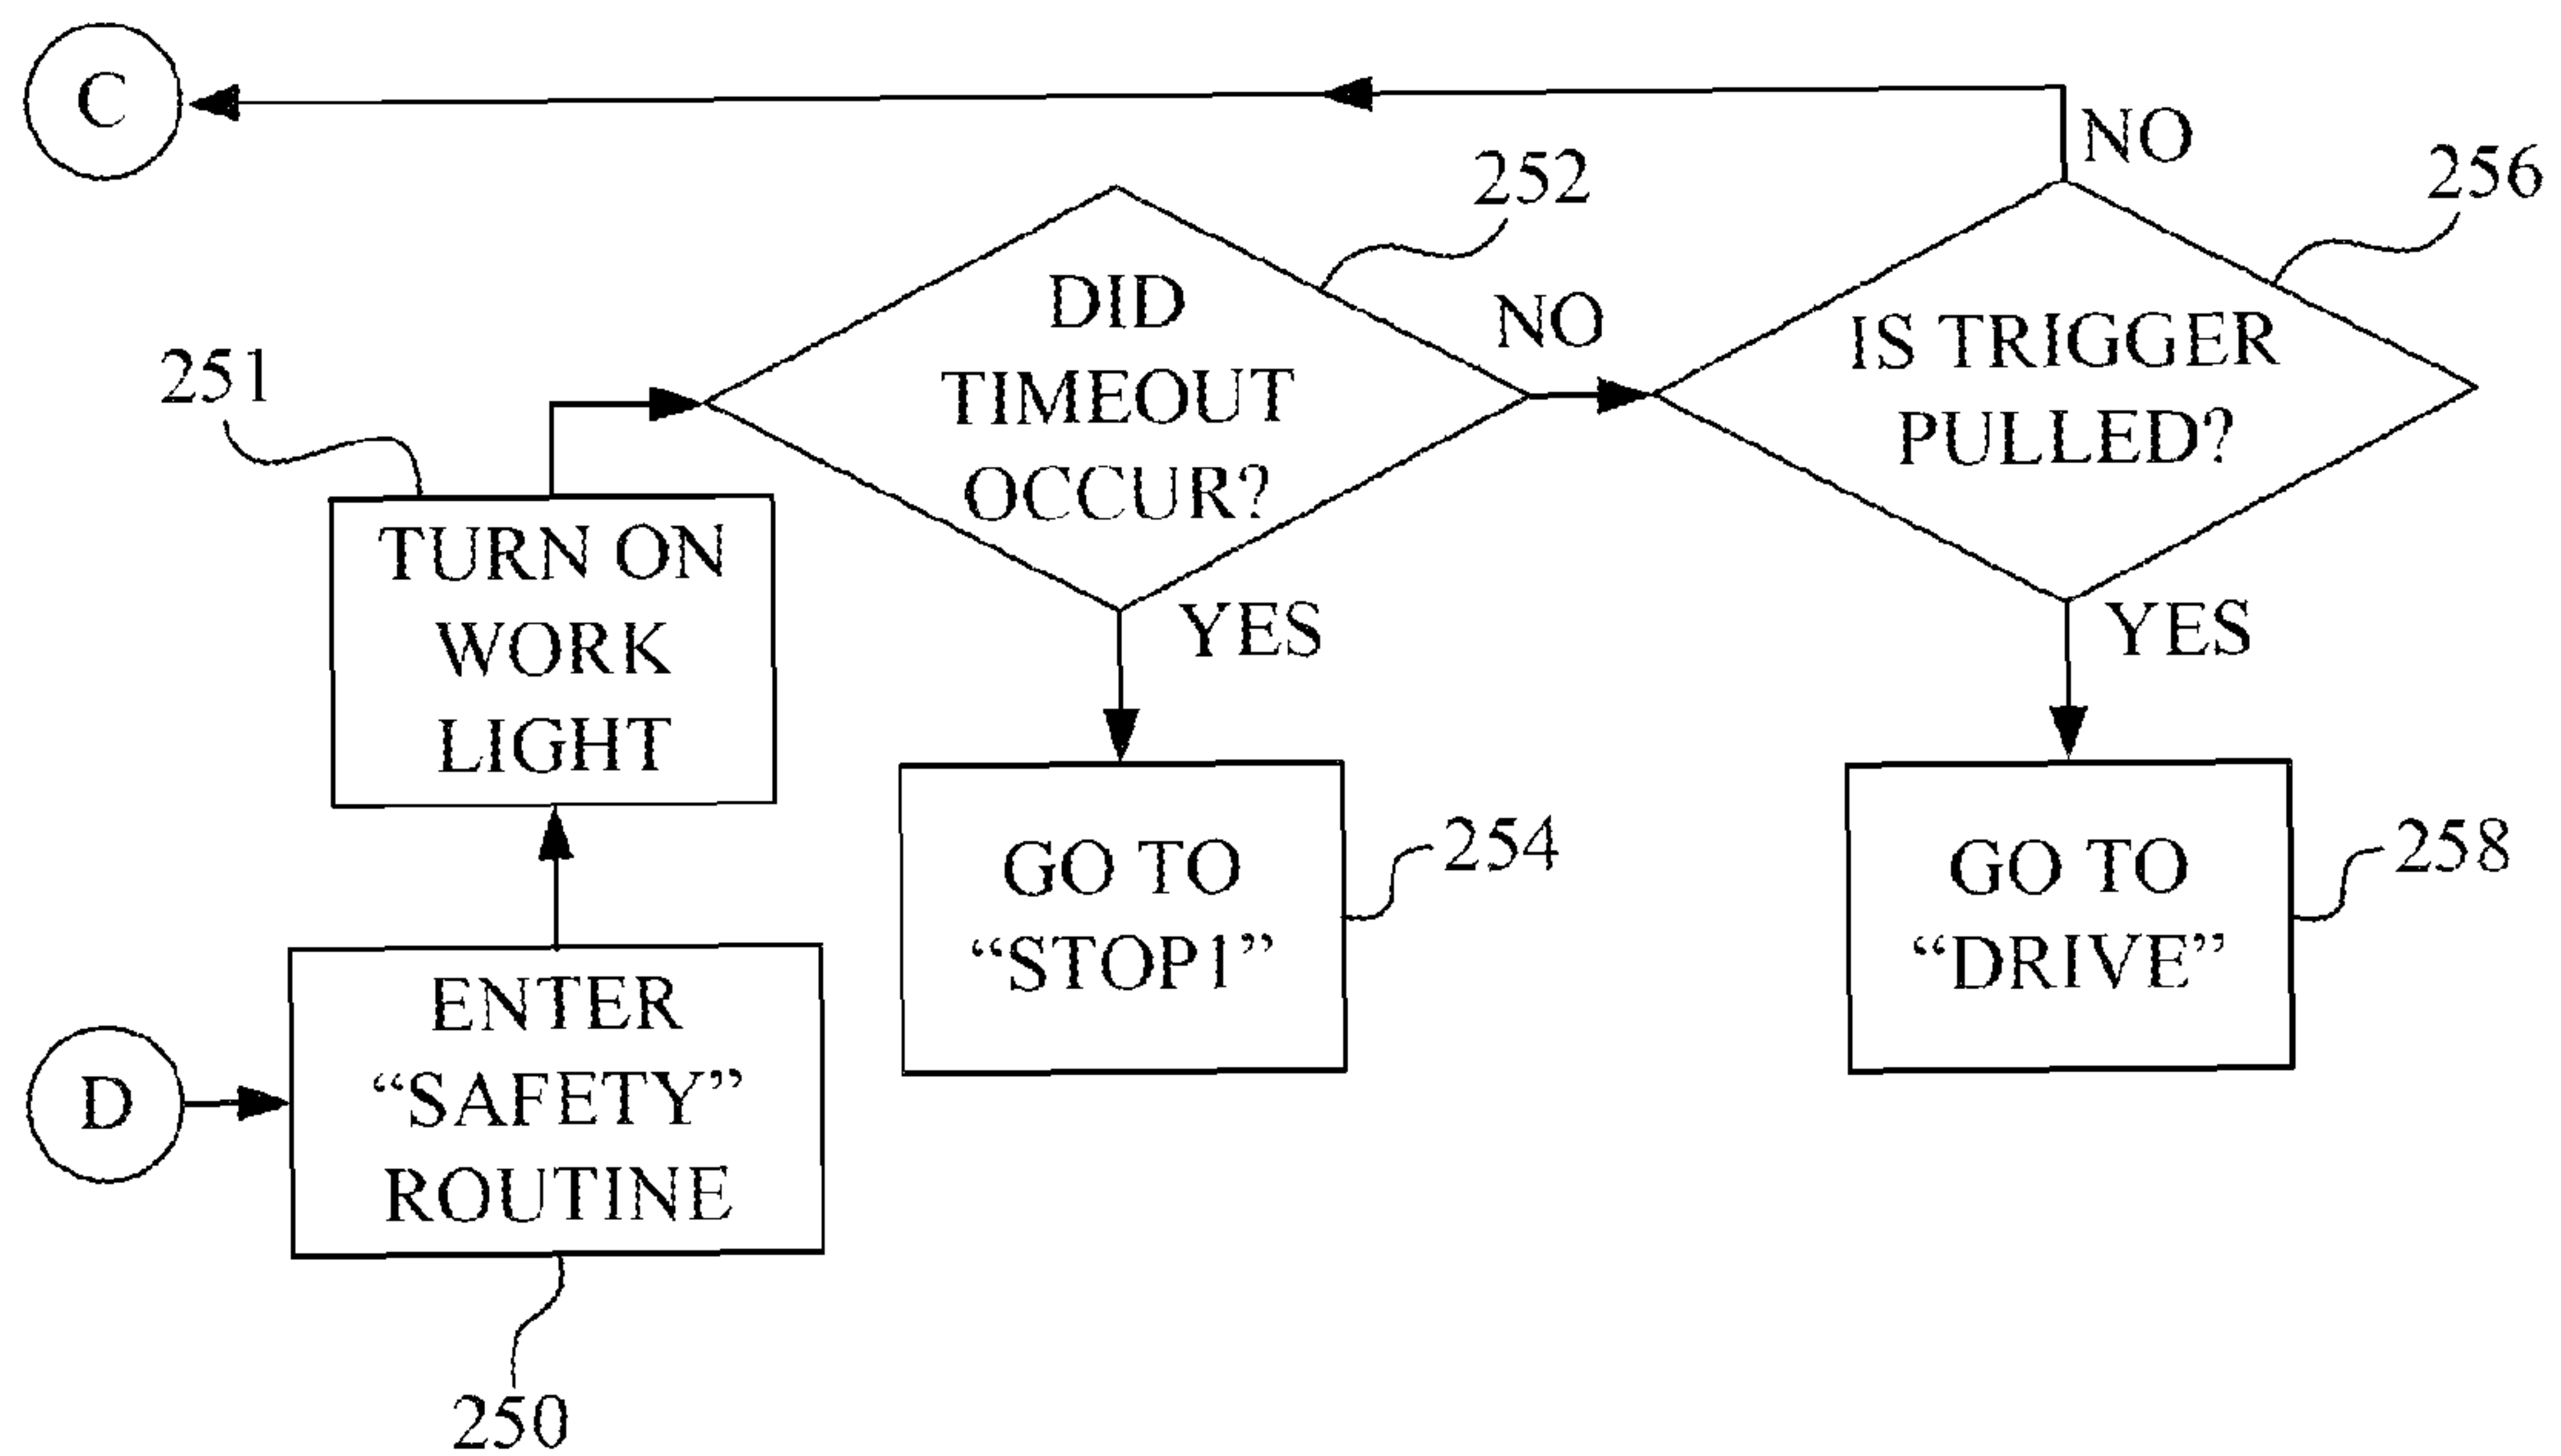 C
NO
252
256
DID
TIMEOUT
OCCUR?
NO
IS TRIGGER
PULLED?
251
TURN ON
WORK
LIGHT
YES
YES
GO TO
“STOP1”
254
GO TO
“DRIVE”
258
D
ENTER
“SAFETY”
ROUTINE
250